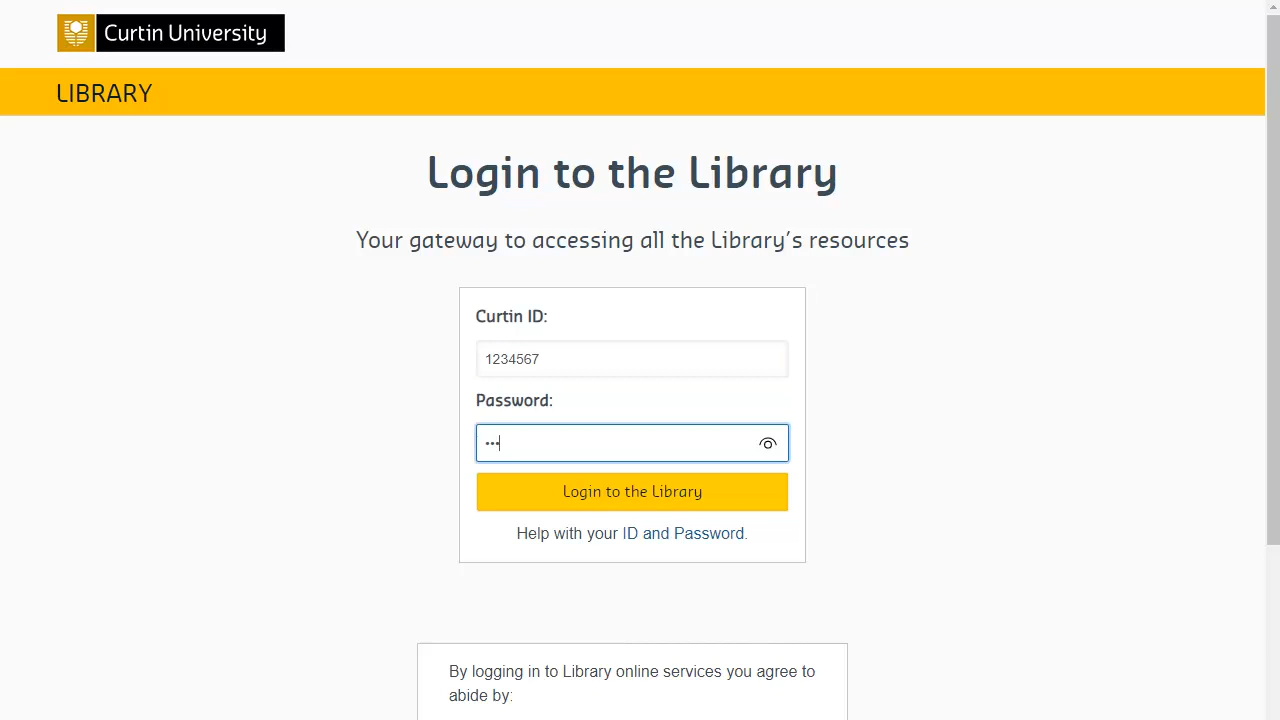 Curtin University
LIBRARY
Login to the Library
Your gateway to accessing all the Library's resources
Curtin ID:
1234567
Password:
•••
Login to the Library
Help with your ID and Password.
By logging in to Library online services you agree to
abide by: